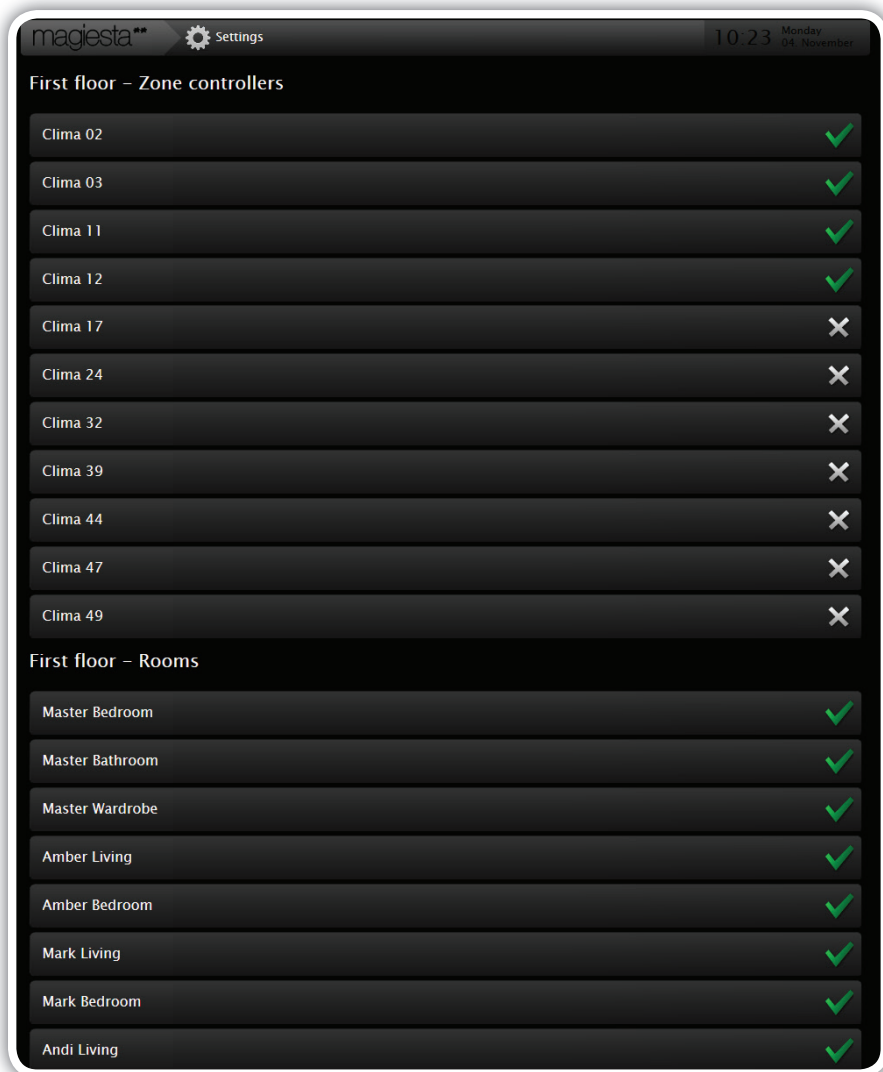 magiesta
Settings
10:23
Monday
04. November
First floor – Zone controllers
Clima 02
Clima 03
Clima 11
Clima 12
Clima 17
Clima 24
Clima 32
Clima 39
Clima 44
Clima 47
Clima 49
First floor – Rooms
Master Bedroom
Master Bathroom
Master Wardrobe
Amber Living
Amber Bedroom
Mark Living
Mark Bedroom
Andi Living